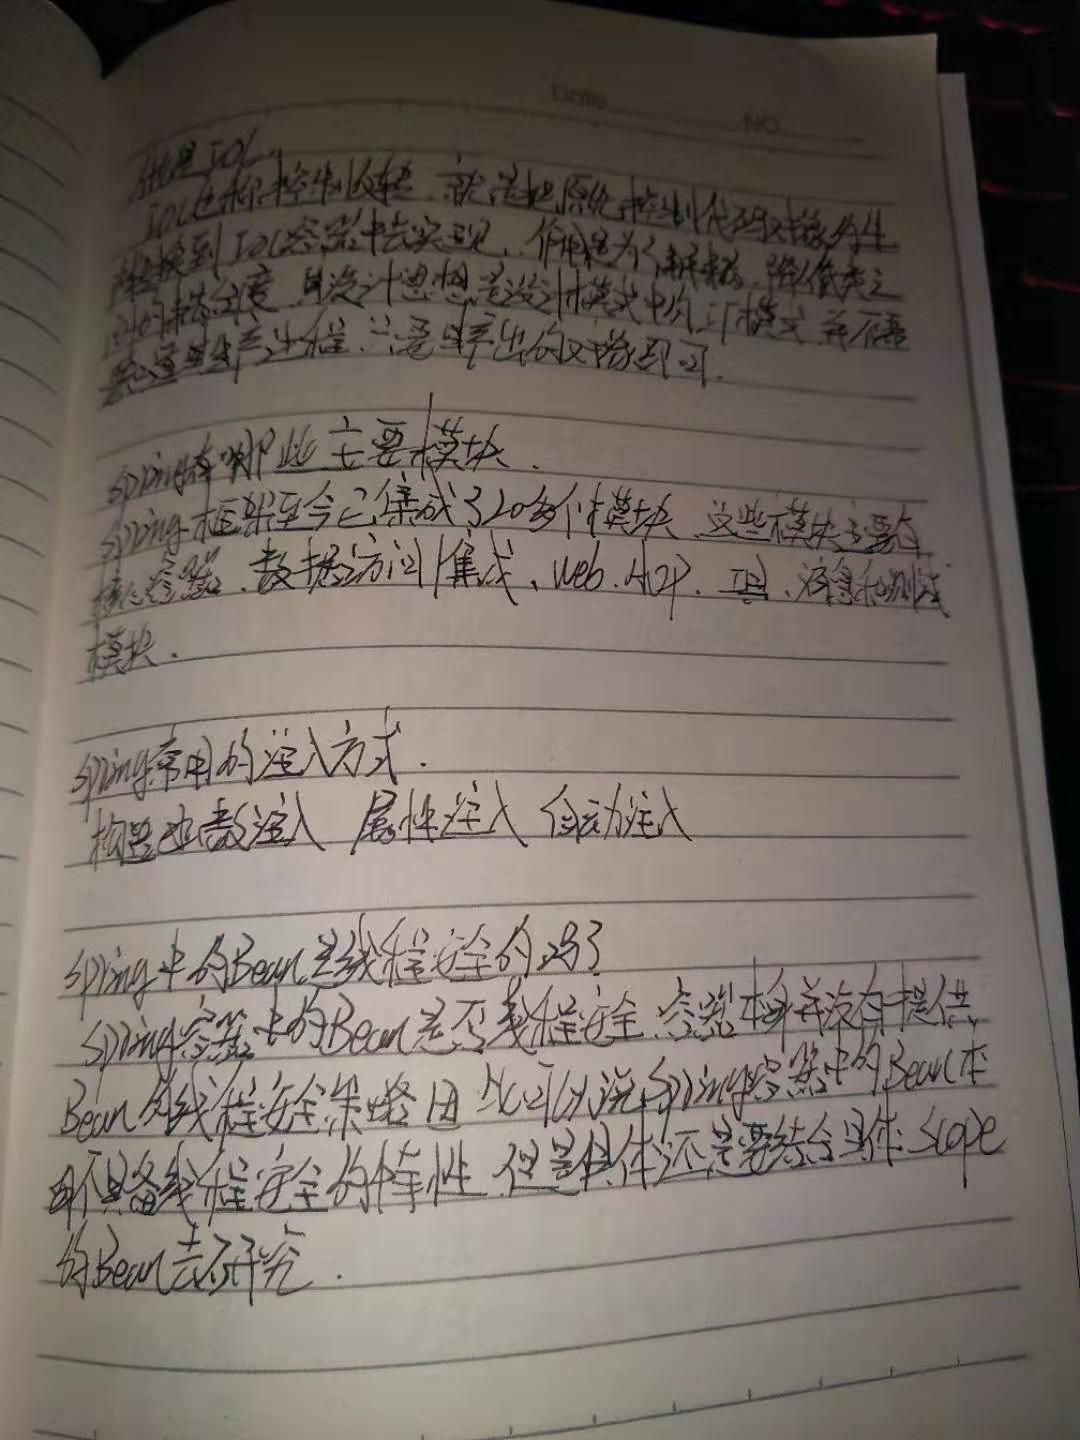 Date
NO.
什么是IOC
IOC也称控制反转,就是把原先控制代码对象的生
产转换到IOC容器中去实现,作用是为了解耦,降低类之
间的耦合度,其设计思想是设计模式中的工厂模式,并不需
要知道其生产过程,只需其产出的对象即可.
spring有哪些主要模块.
spring框架至今已集成了20多个模块,这些模块主要有
核心容器、数据访问/集成、web、AOP、工具、消息和测试
模块.
spring常用的注入方式.
构造函数注入 属性注入 自动注入
spring中的Bean是线程安全的吗?
spring容器中的Bean是否线程安全,容器本身并没有提供
Bean的线程安全策略,因此可以说spring容器中的Bean本
身不具备线程安全的特性,但是具体还是要结合具体scope
的Bean去研究.